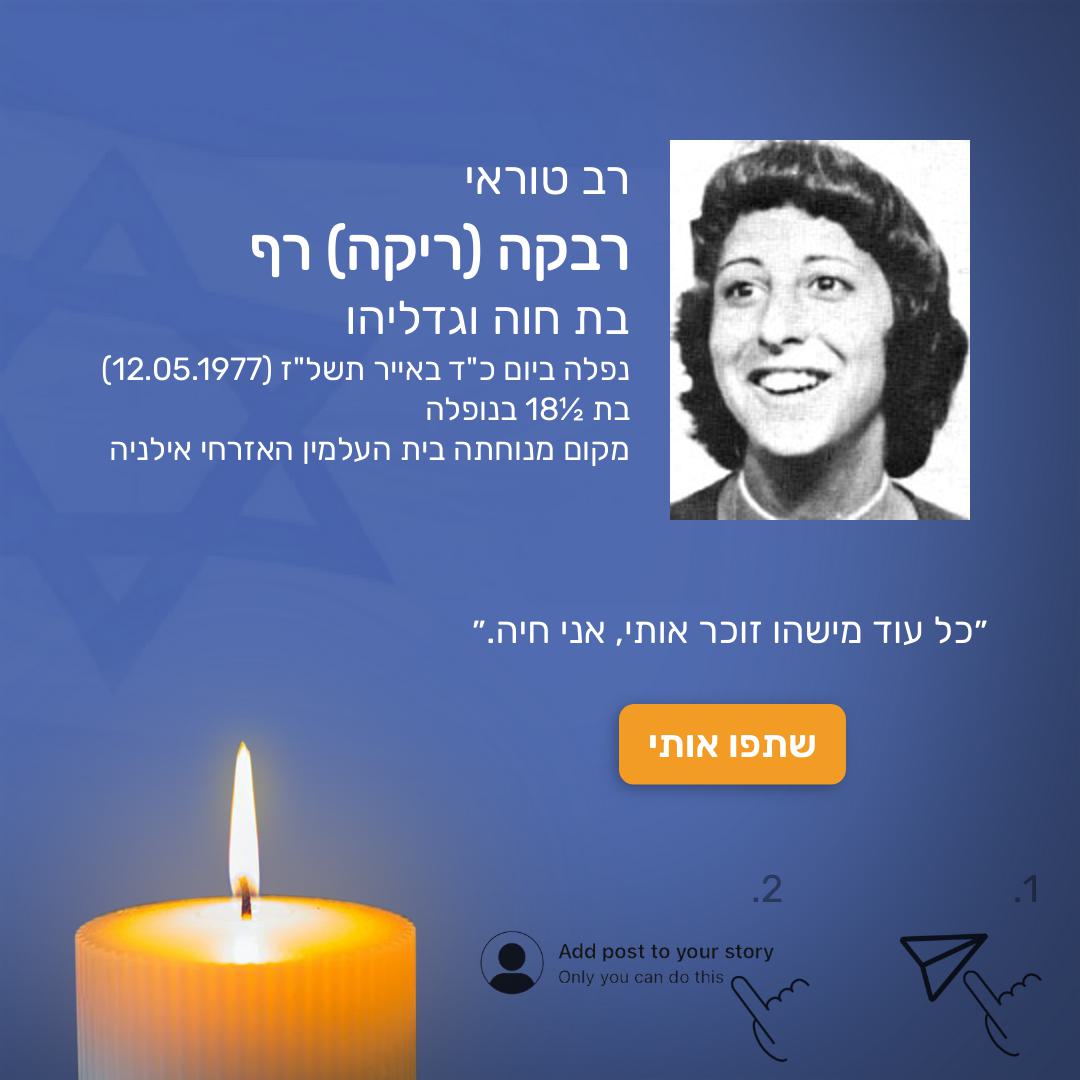 רב טוראי
רבקה (ריקה) רף
בת חוה וגדליהו
נפלה ביום כ"ד באייר תשל"ז (12.05.1977)
בת 18½ בנופלה
מקום מנוחתה בית העלמין האזרחי אילניה
״כל עוד מישהו זוכר אותי, אני חיה.״
שתפו אותי
.1
.2
Add post to your story
Only you can do this